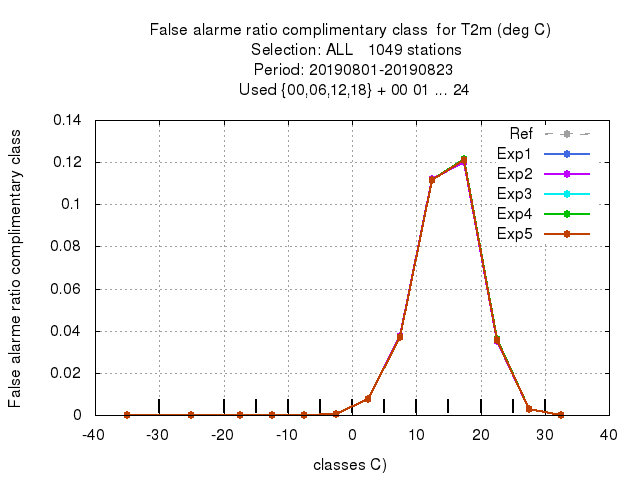 False alarme ratio complimentary class  for T2m (deg C)
Selection: ALL   1049 stations
Period: 20190801-20190823
Used {00,06,12,18} + 00 01 ... 24
False alarme ratio complimentary class
0.14
0.12
0.1
0.08
0.06
0.04
0.02
0
Ref
Exp1
Exp2
Exp3
Exp4
Exp5
-40 -30 -20 -10 0 10 20 30 40
classes C)